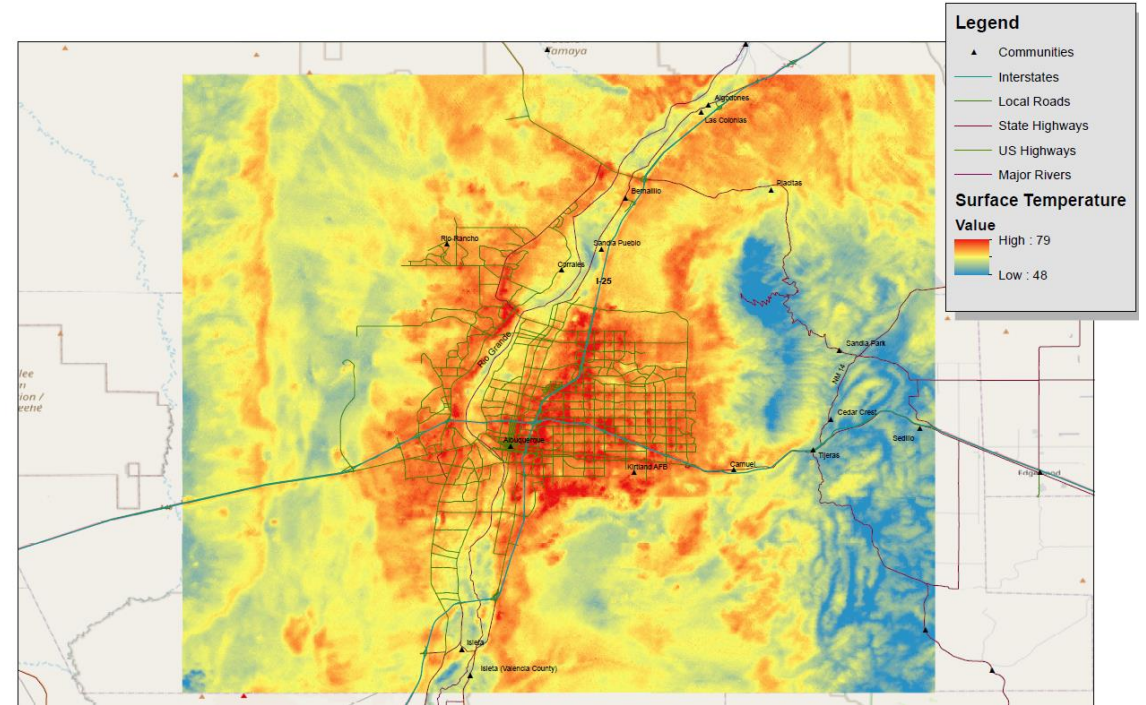 Legend
Communities
Interstates
Local Roads
State Highways
US Highways
Major Rivers
Surface Temperature
Value
High : 79
Low : 48
Tamaya
Algodones
Las Colonias
Bernalillo
Placitas
Rio Rancho
Sandia Pueblo
Corrales
I-25
Rio Grande
Sandia Park
NM 14
Cedar Crest
Sedillo
Albuquerque
Kirtland AFB
Carnuel
Tijeras
Isleta
Isleta (Valencia County)